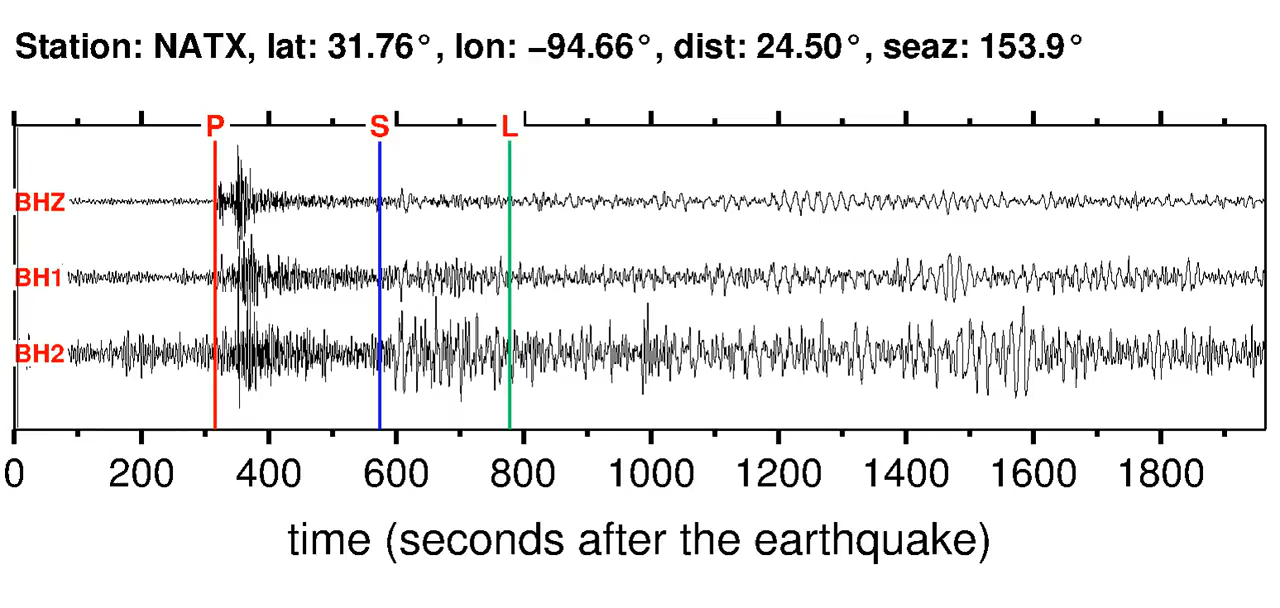 Station: NATX, lat: 31.76°, lon: −94.66°, dist: 24.50°, seaz: 153.9°
P S L
BHZ
BH1
BH2
0 200 400 600 800 1000 1200 1400 1600 1800
time (seconds after the earthquake)